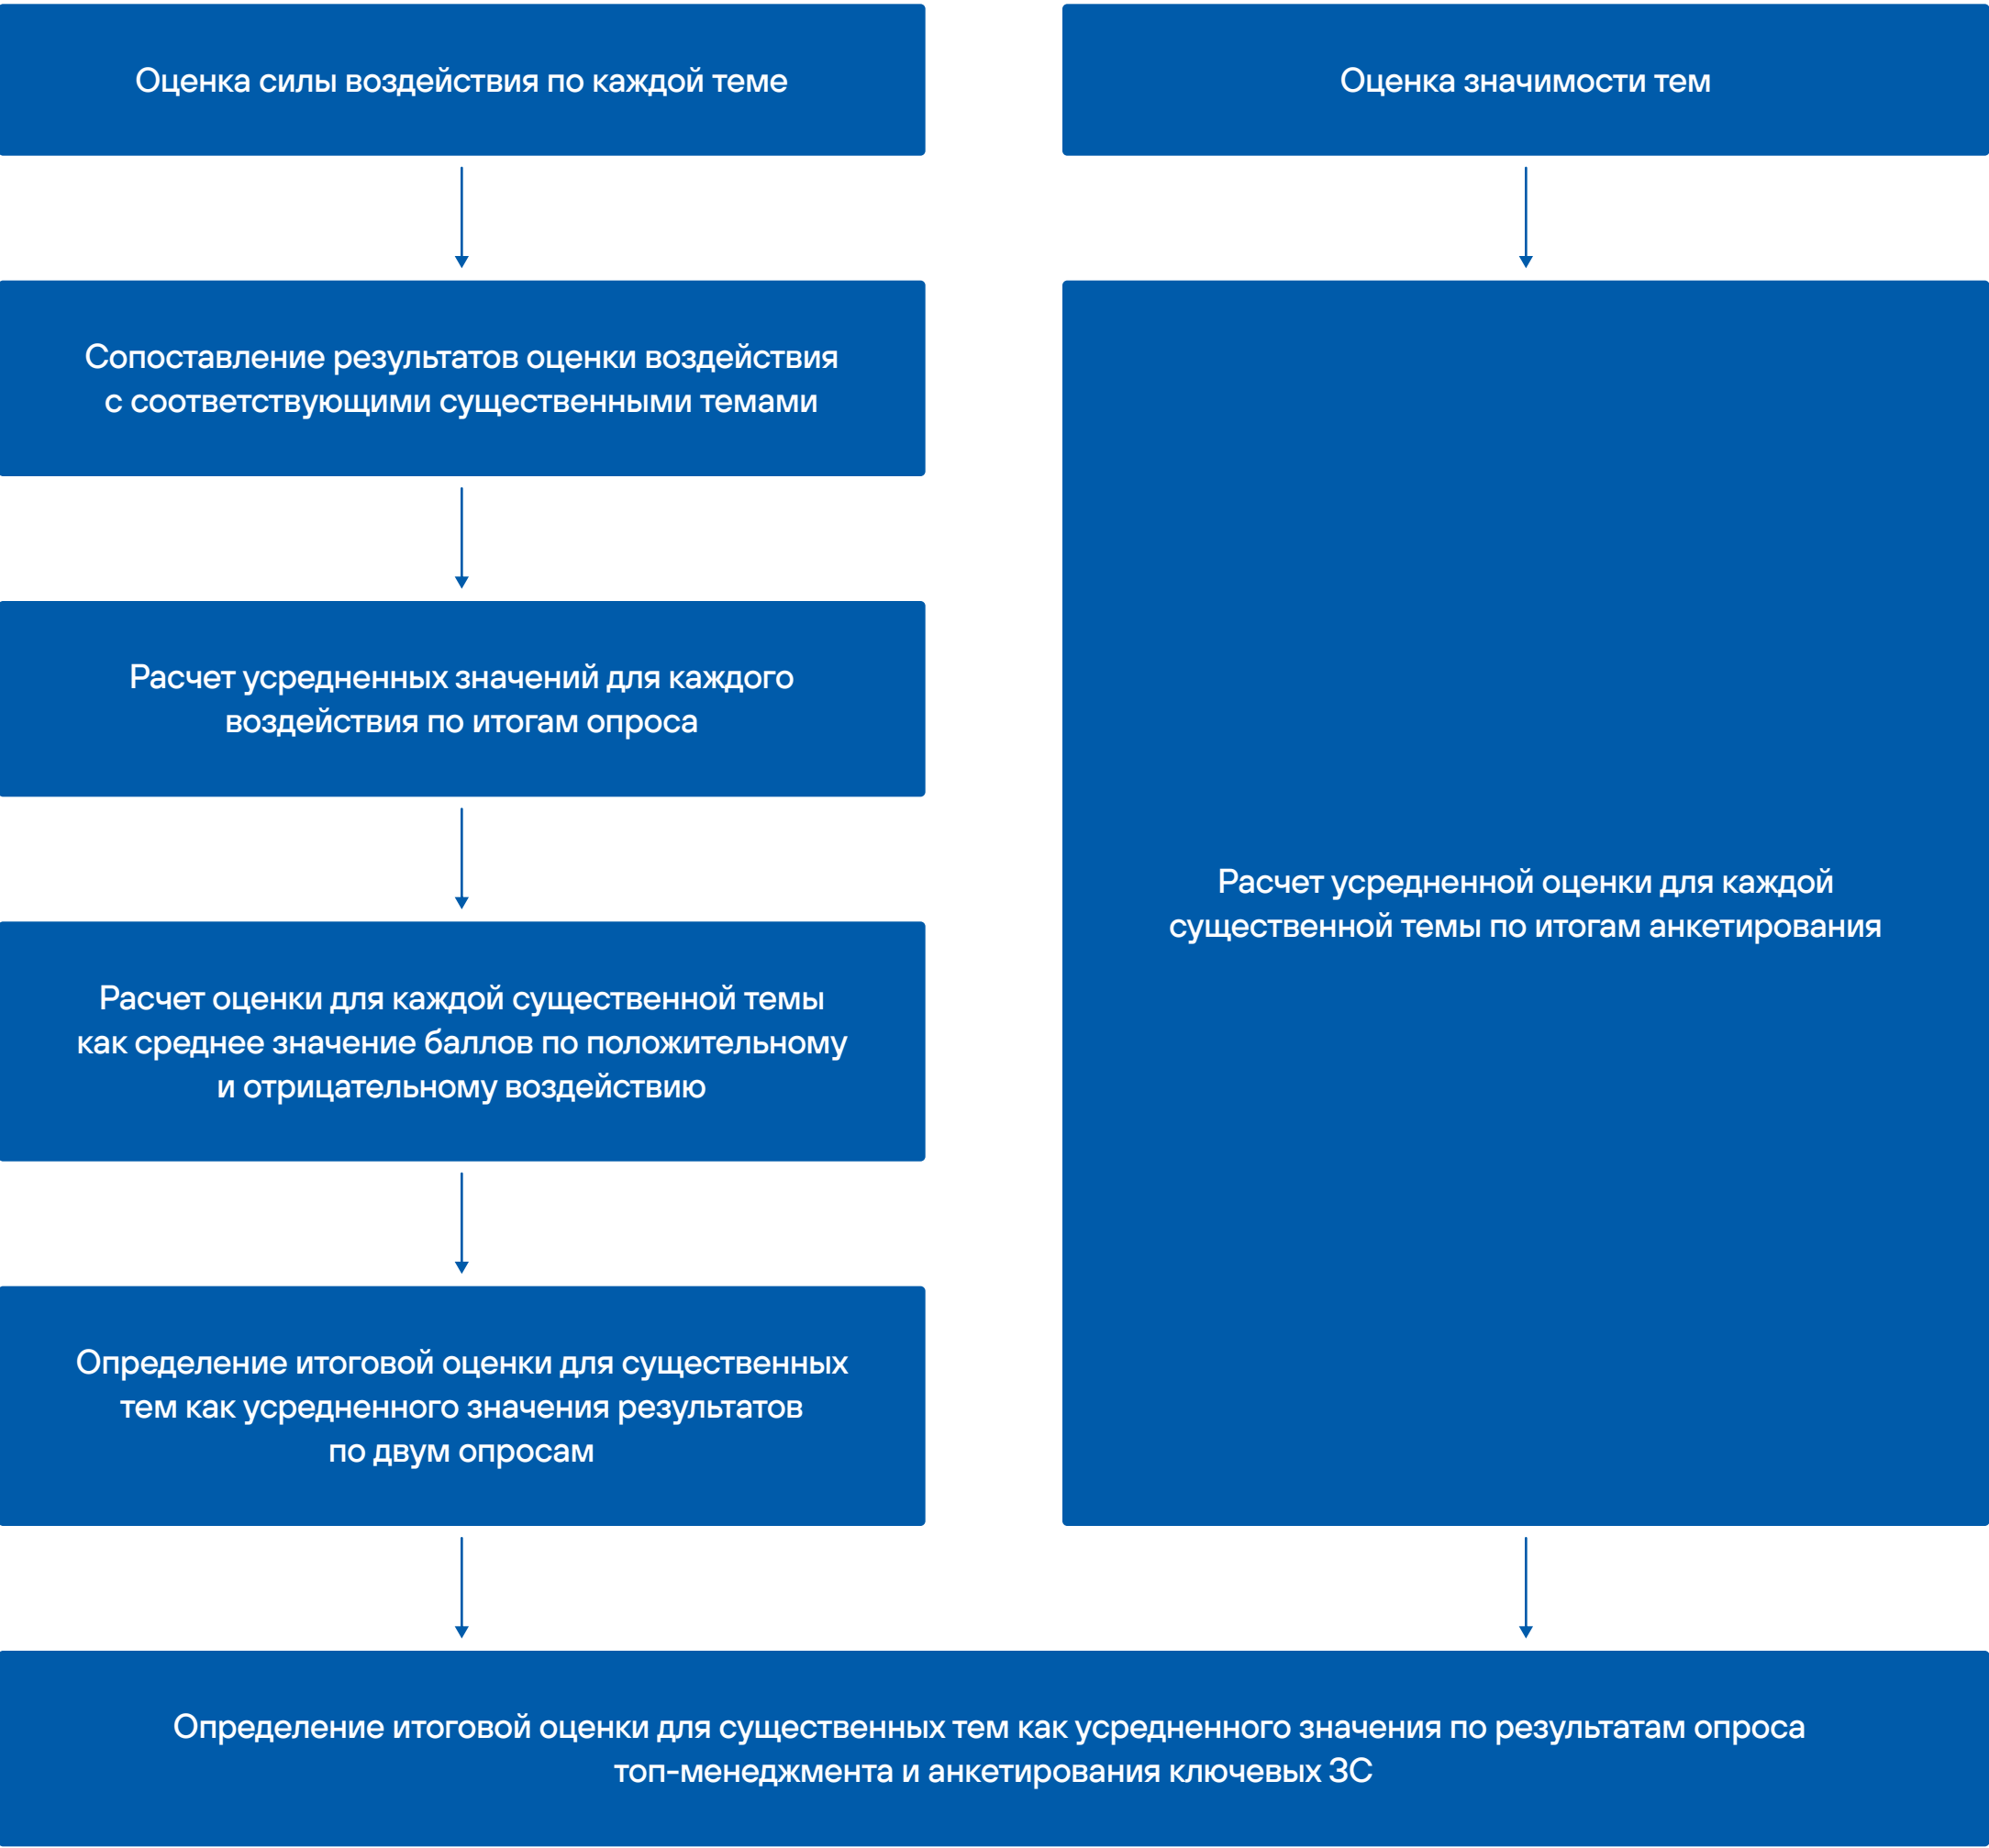 Оценка силы воздействия по каждой теме
Оценка значимости тем
Сопоставление результатов оценки воздействия
с соответствующими существенными темами
Расчет усредненных значений для каждого
воздействия по итогам опроса
Расчет усредненной оценки для каждой
существенной темы по итогам анкетирования
Расчет оценки для каждой существенной темы
как среднее значение баллов по положительному
и отрицательному воздействию
Определение итоговой оценки для существенных
тем как усредненного значения результатов
по двум опросам
Определение итоговой оценки для существенных тем как усредненного значения по результатам опроса
топ-менеджмента и анкетирования ключевых ЗС